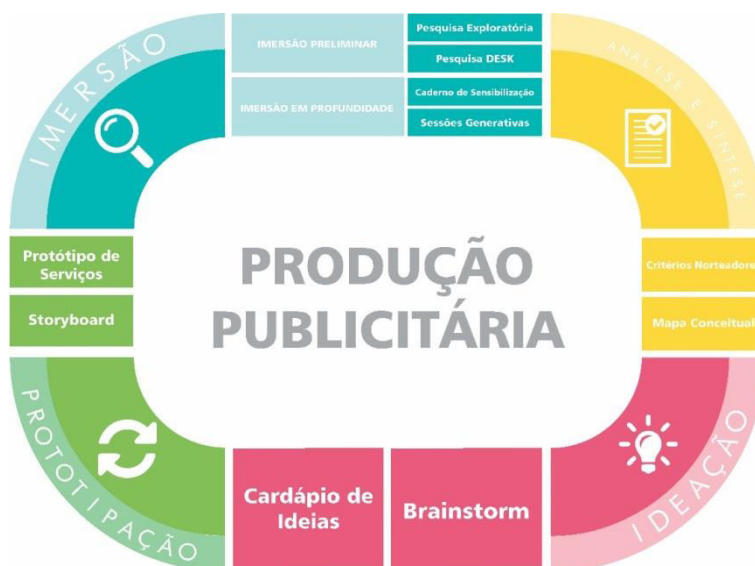 IMERSÃO
IMERSÃO PRELIMINAR
Pesquisa Exploratória
Pesquisa DESK
IMERSÃO EM PROFUNDIDADE
Caderno de Sensibilização
Sessões Generativas
ANÁLISE E SÍNTESE
Protótipo de
Serviços
Storyboard
PRODUÇÃO
PUBLICITÁRIA
Critérios Norteadore
Mapa Conceitual
PROTOTIPAÇÃO
Cardápio de
Ideias
Brainstorm
IDEAÇÃO